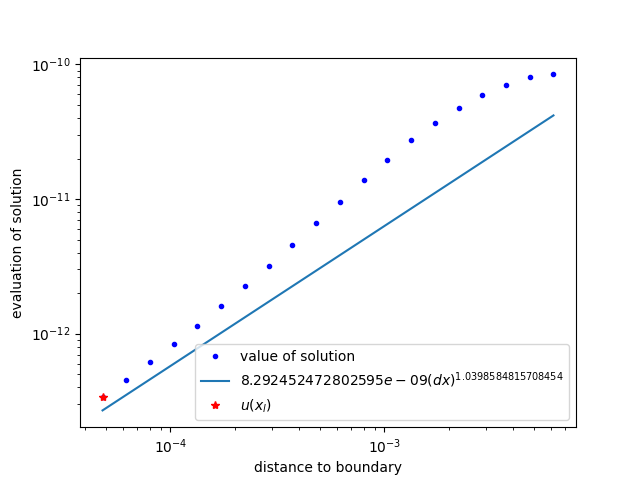 10⁻¹⁰
10⁻¹¹
10⁻¹²
evaluation of solution
value of solution
8.292452472802595e − 09(dx)^1.0398584815708454
u(x_l)
10⁻⁴
10⁻³
distance to boundary